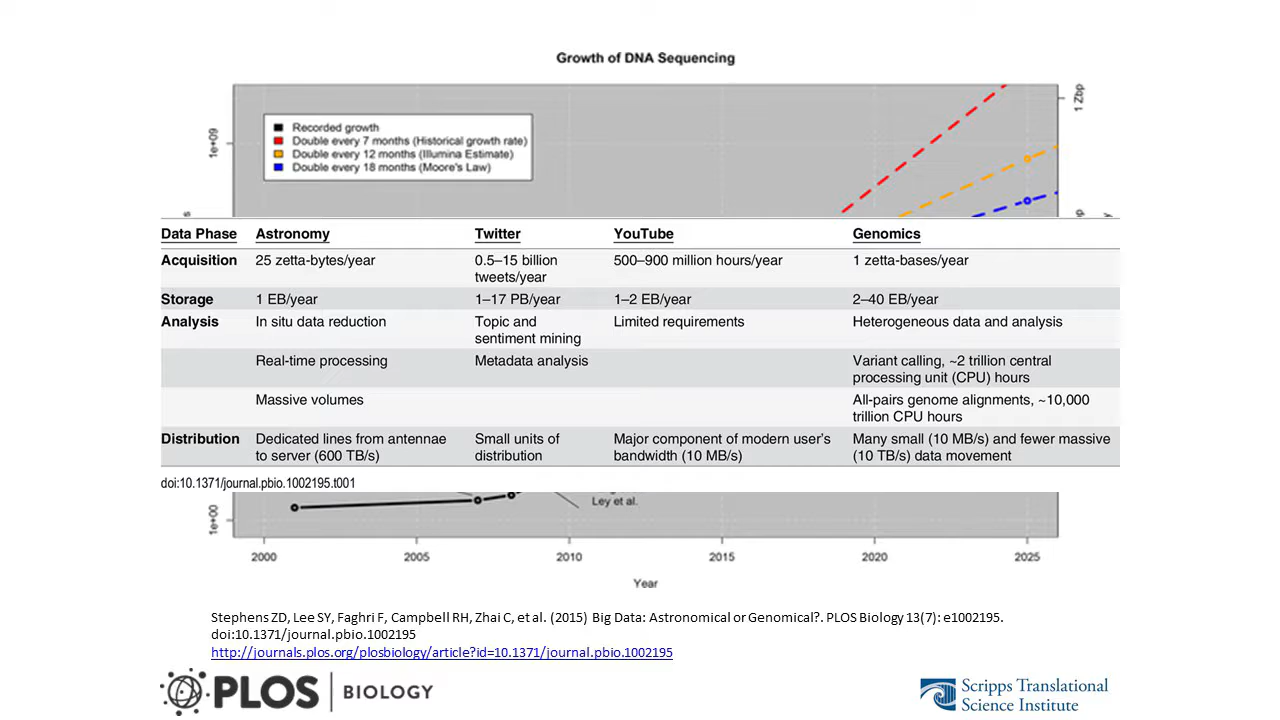 Growth of DNA Sequencing
1e+09
1 Zbp
Recorded growth
Double every 7 months (Historical growth rate)
Double every 12 months (Illumina Estimate)
Double every 18 months (Moore's Law)
Data Phase Astronomy Twitter YouTube Genomics
Acquisition 25 zetta-bytes/year 0.5–15 billion 500–900 million hours/year 1 zetta-bases/year
tweets/year
Storage 1 EB/year 1–17 PB/year 1–2 EB/year 2–40 EB/year
Analysis In situ data reduction Topic and Limited requirements Heterogeneous data and analysis
sentiment mining
Real-time processing Metadata analysis Variant calling, ~2 trillion central
processing unit (CPU) hours
Massive volumes All-pairs genome alignments, ~10,000
trillion CPU hours
Distribution Dedicated lines from antennae Small units of Major component of modern user's Many small (10 MB/s) and fewer massive
to server (600 TB/s) distribution bandwidth (10 MB/s) (10 TB/s) data movement
doi:10.1371/journal.pbio.1002195.t001
Ley et al.
1e+00
2000 2005 2010 2015 2020 2025
Year
Stephens ZD, Lee SY, Faghri F, Campbell RH, Zhai C, et al. (2015) Big Data: Astronomical or Genomical?. PLOS Biology 13(7): e1002195.
doi:10.1371/journal.pbio.1002195
http://journals.plos.org/plosbiology/article?id=10.1371/journal.pbio.1002195
PLOS BIOLOGY
Scripps Translational
Science Institute